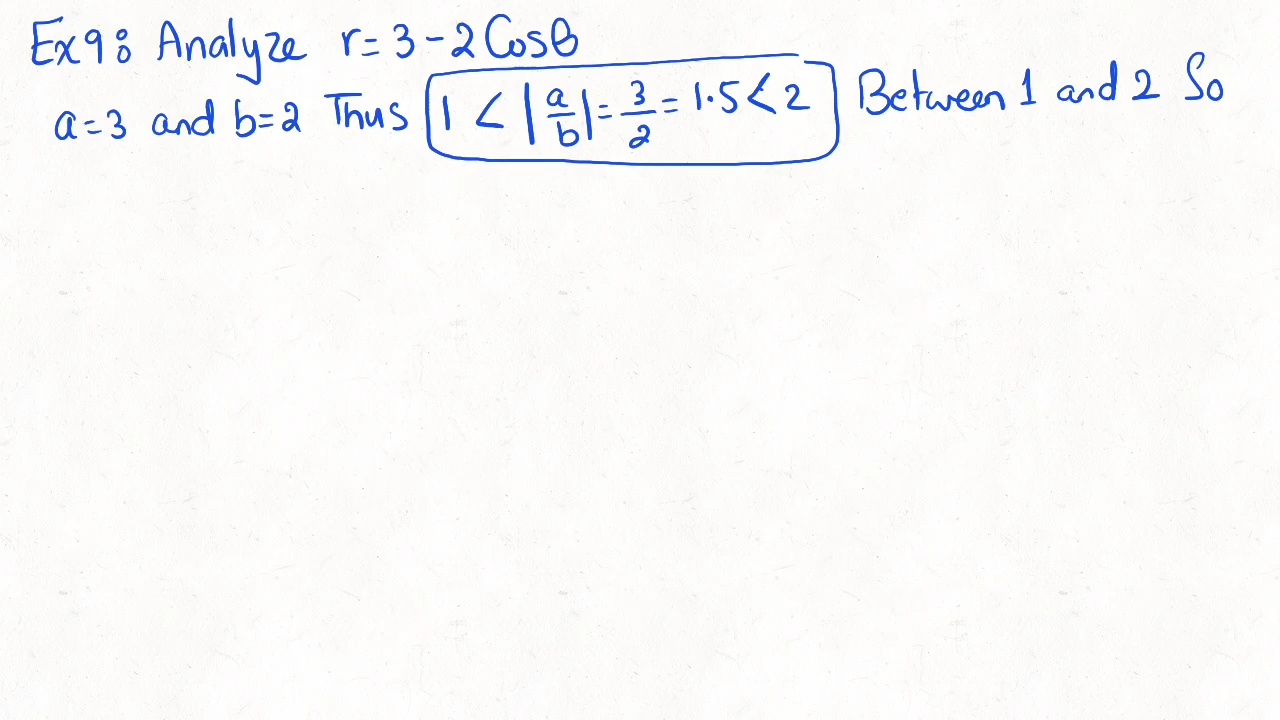 Ex9: Analyze r = 3 - 2 Cosθ
a = 3 and b = 2 Thus 1 < |a/b| = 3/2 = 1.5 < 2 Between 1 and 2 So